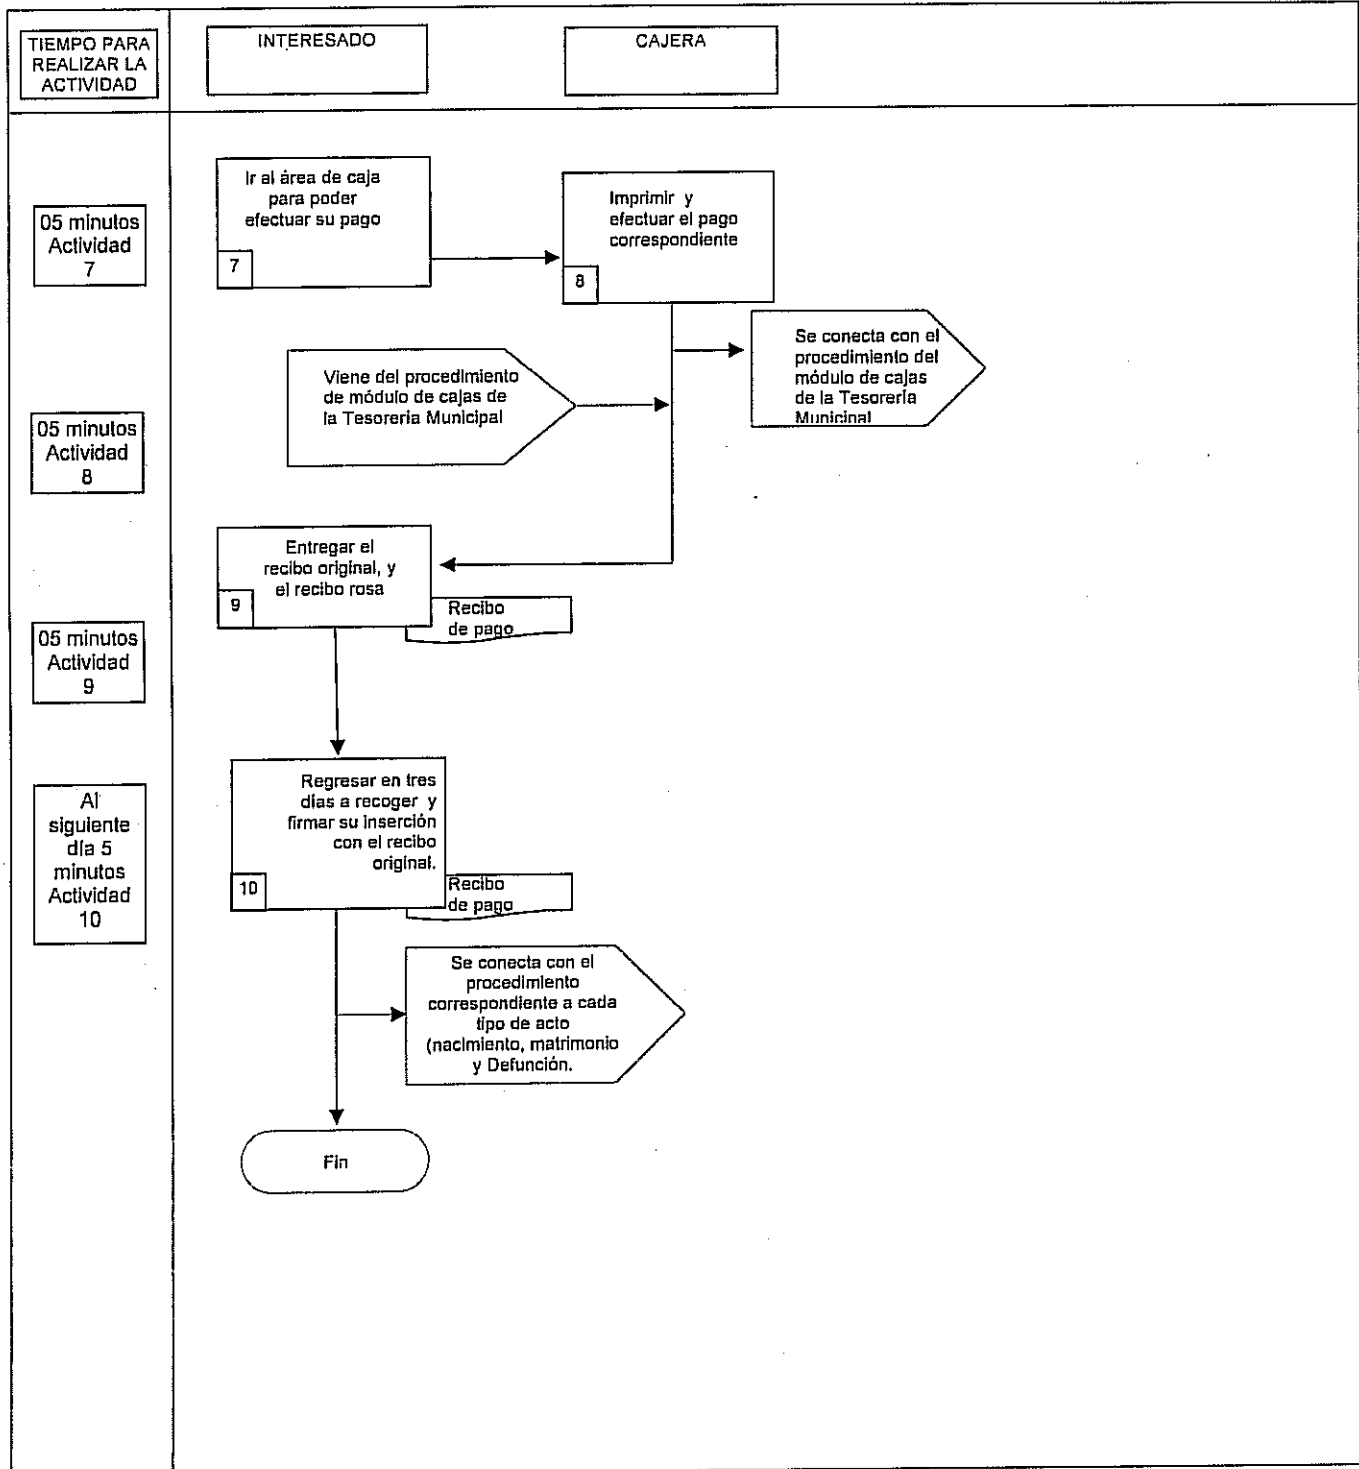 TIEMPO PARA
REALIZAR LA
ACTIVIDAD
INTERESADO
CAJERA
05 minutos
Actividad
7
Ir al área de caja
para poder
efectuar su pago
7
Imprimir y
efectuar el pago
correspondiente
8
Se conecta con el
procedimiento del
módulo de cajas
de la Tesorería
Municipal
Viene del procedimiento
de módulo de cajas de
la Tesorería Municipal
05 minutos
Actividad
8
Entregar el
recibo original, y
el recibo rosa
9
Recibo
de pago
05 minutos
Actividad
9
Regresar en tres
días a recoger y
firmar su inserción
con el recibo
original.
10
Recibo
de pago
Al
siguiente
día 5
minutos
Actividad
10
Se conecta con el
procedimiento
correspondiente a cada
tipo de acto
(nacimiento, matrimonio
y Defunción.
Fin